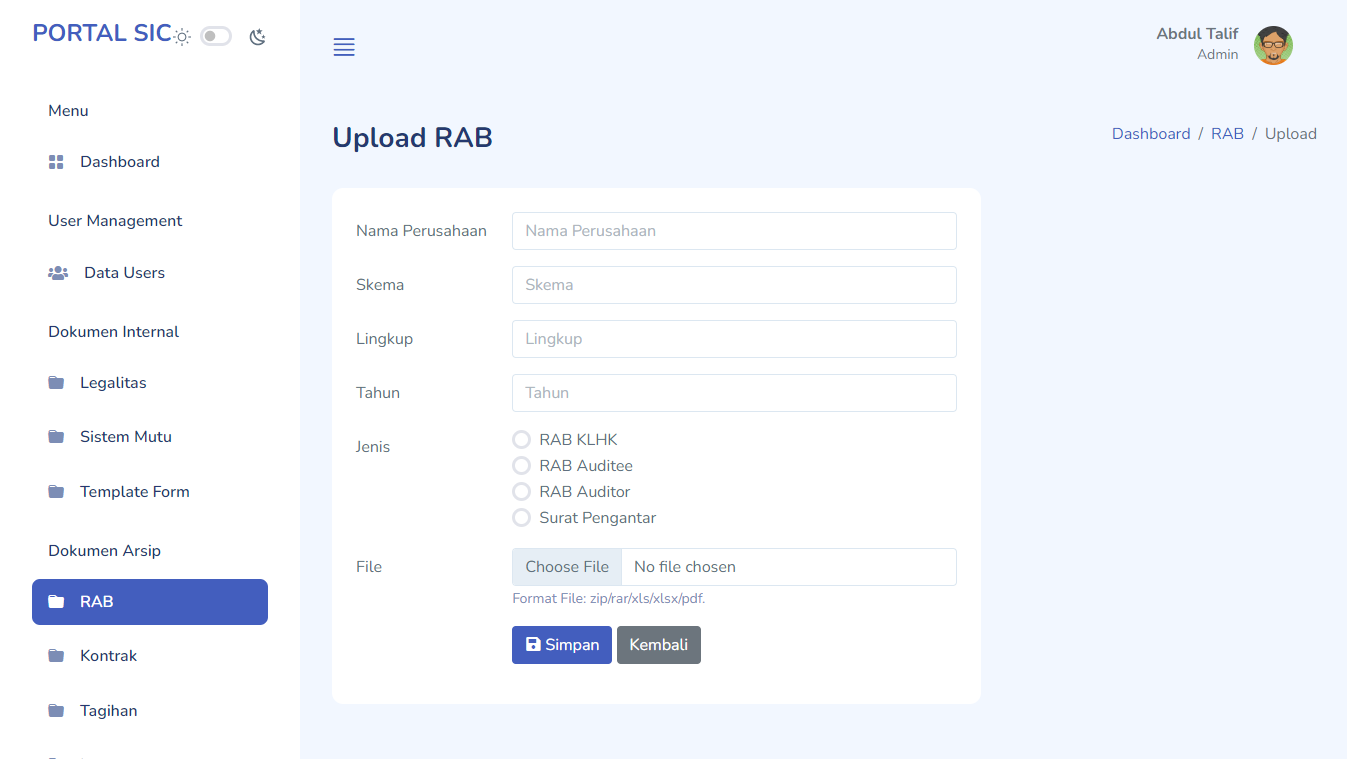 PORTAL SIC
Menu
Dashboard
User Management
Data Users
Dokumen Internal
Legalitas
Sistem Mutu
Template Form
Dokumen Arsip
RAB
Kontrak
Tagihan
Abdul Talif
Admin
Upload RAB
Dashboard / RAB / Upload
Nama Perusahaan Nama Perusahaan
Skema Skema
Lingkup Lingkup
Tahun Tahun
Jenis
RAB KLHK
RAB Auditee
RAB Auditor
Surat Pengantar
File Choose File No file chosen
Format File: zip/rar/xls/xlsx/pdf.
Simpan Kembali